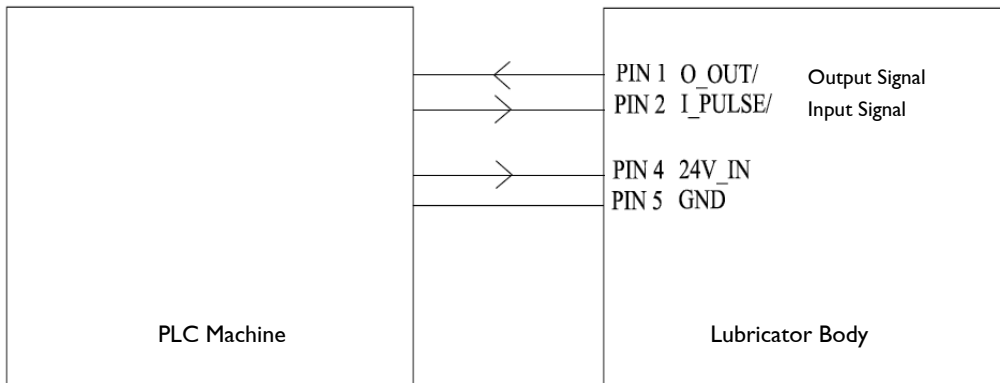 PIN 1 O_OUT/ Output Signal
PIN 2 I_PULSE/ Input Signal
PIN 4 24V_IN
PIN 5 GND
PLC Machine
Lubricator Body